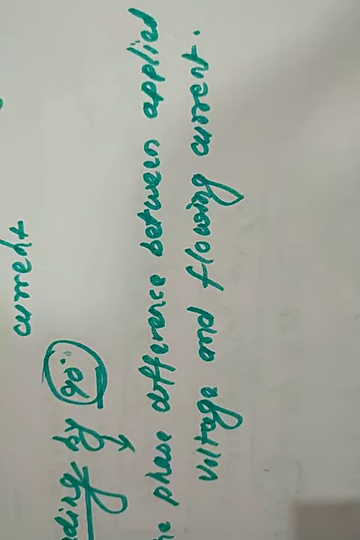 current
ding by 90°
phase difference between applied
voltage and flowing current.